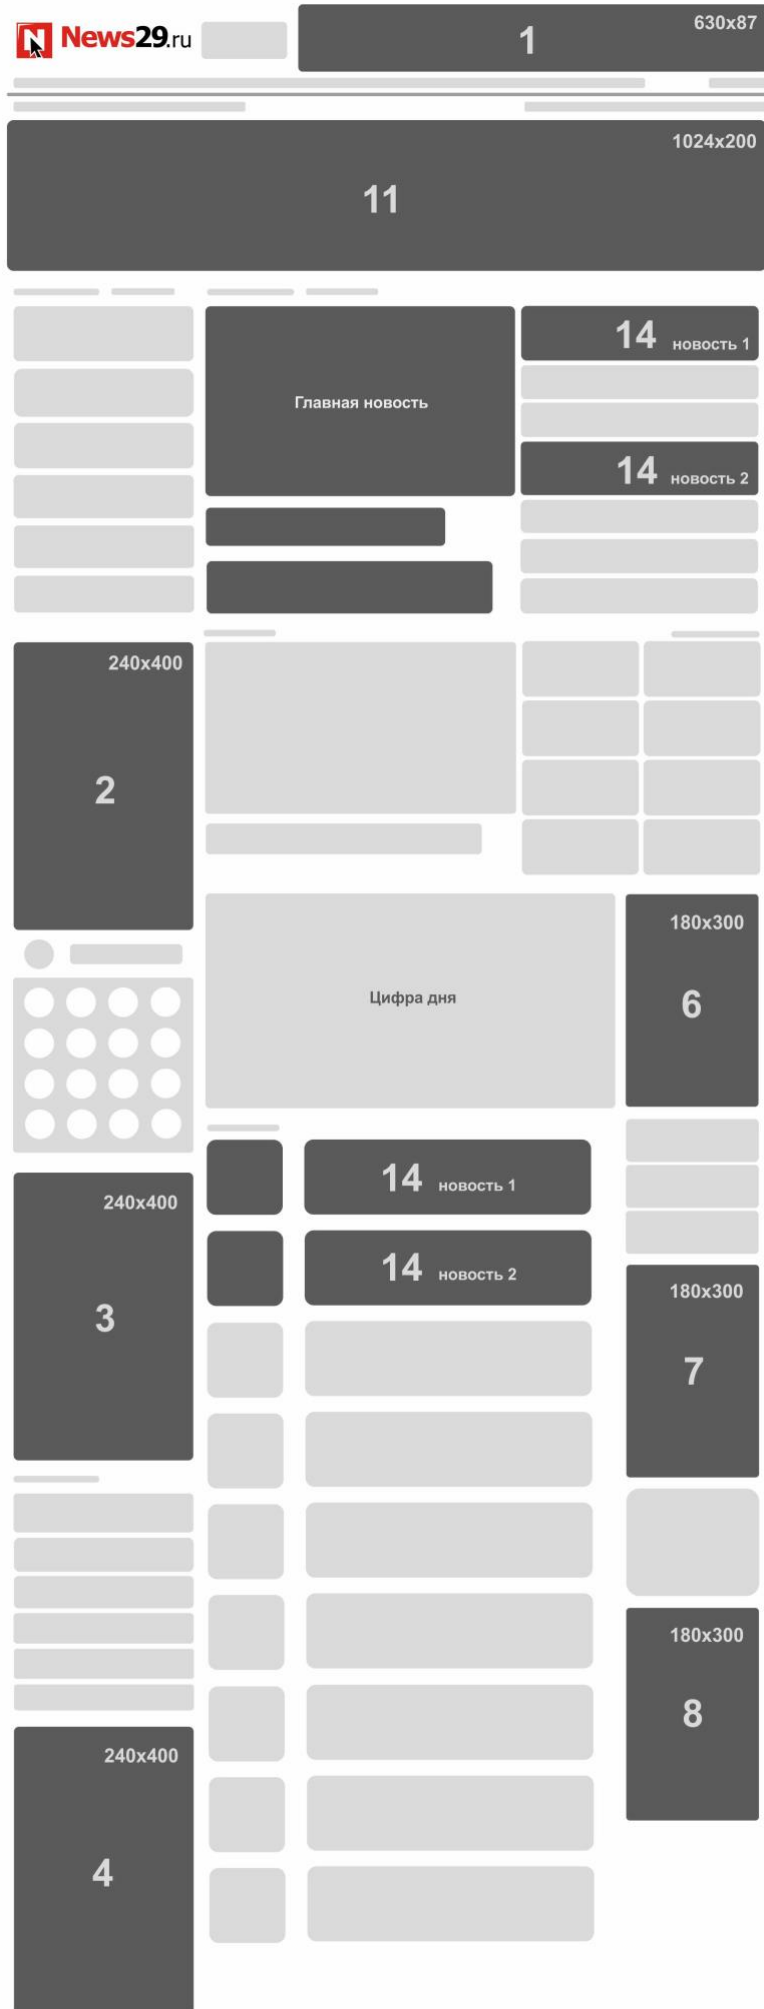 News29.ru
630x87
1
1024x200
11
14 новость 1
Главная новость
14 новость 2
240x400
2
180x300
6
Цифра дня
14 новость 1
240x400
3
14 новость 2
180x300
7
180x300
8
240x400
4